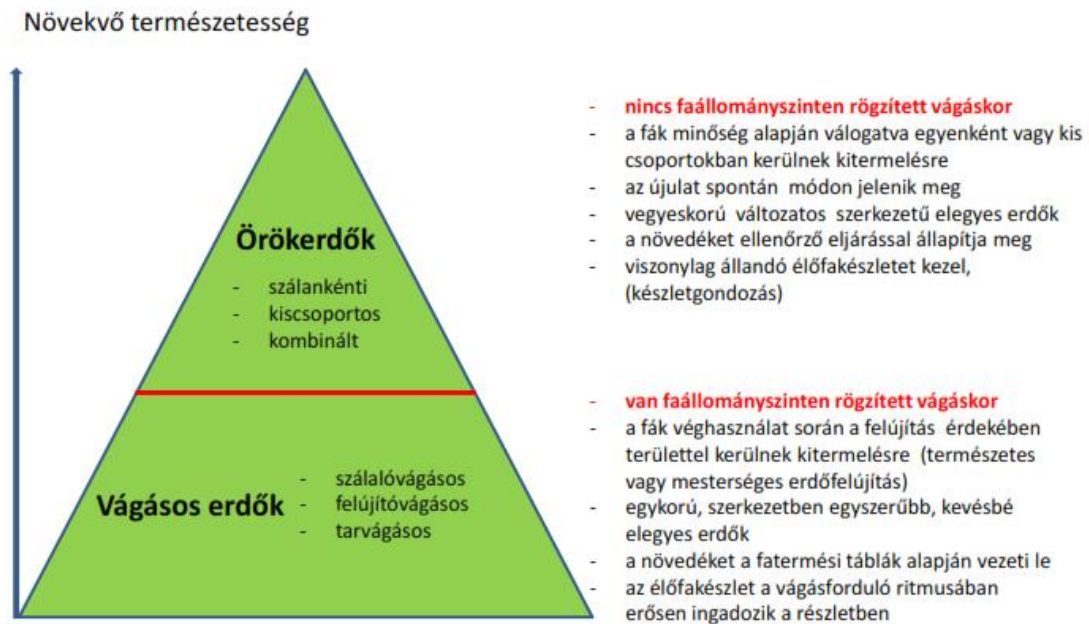 Növekvő természetesség
Örökerdők
- szálankénti
- kiscsoportos
- kombinált
- nincs faállományszinten rögzített vágáskor
- a fák minőség alapján válogatva egyenként vagy kis
csoportokban kerülnek kitermelésre
- az újulat spontán módon jelenik meg
- vegyeskorú változatos szerkezetű elegyes erdők
- a növedéket ellenőrző eljárással állapítja meg
- viszonylag állandó élőfakészletet kezel,
(készletgondozás)
Vágásos erdők
- szálalóvágásos
- felújítóvágásos
- tarvágásos
- van faállományszinten rögzített vágáskor
- a fák véghasználat során a felújítás érdekében
területtel kerülnek kitermelésre (természetes
vagy mesterséges erdőfelújítás)
- egykorú, szerkezetben egyszerűbb, kevésbé
elegyes erdők
- a növedéket a fatermési táblák alapján vezeti le
- az élőfakészlet a vágásforduló ritmusában
erősen ingadozik a részletben